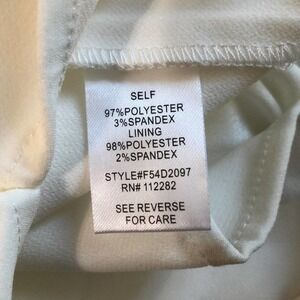 SELF
97%POLYESTER
3%SPANDEX
LINING
98%POLYESTER
2%SPANDEX
STYLE#F54D2097
RN# 112282
SEE REVERSE
FOR CARE